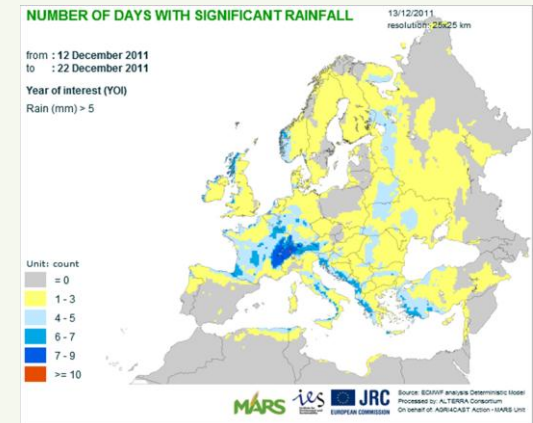 NUMBER OF DAYS WITH SIGNIFICANT RAINFALL
13/12/2011
resolution: 25x25 km
from : 12 December 2011
to : 22 December 2011
Year of interest (YOI)
Rain (mm) > 5
Unit: count
= 0
1 - 3
4 - 5
6 - 7
7 - 9
>= 10
MARS
ies
JRC
EUROPEAN COMMISSION
Source: ECMWF analysis Deterministic Model
Processed by: ALTERRA Consortium
On behalf of: AGRI4CAST Action - MARS Unit